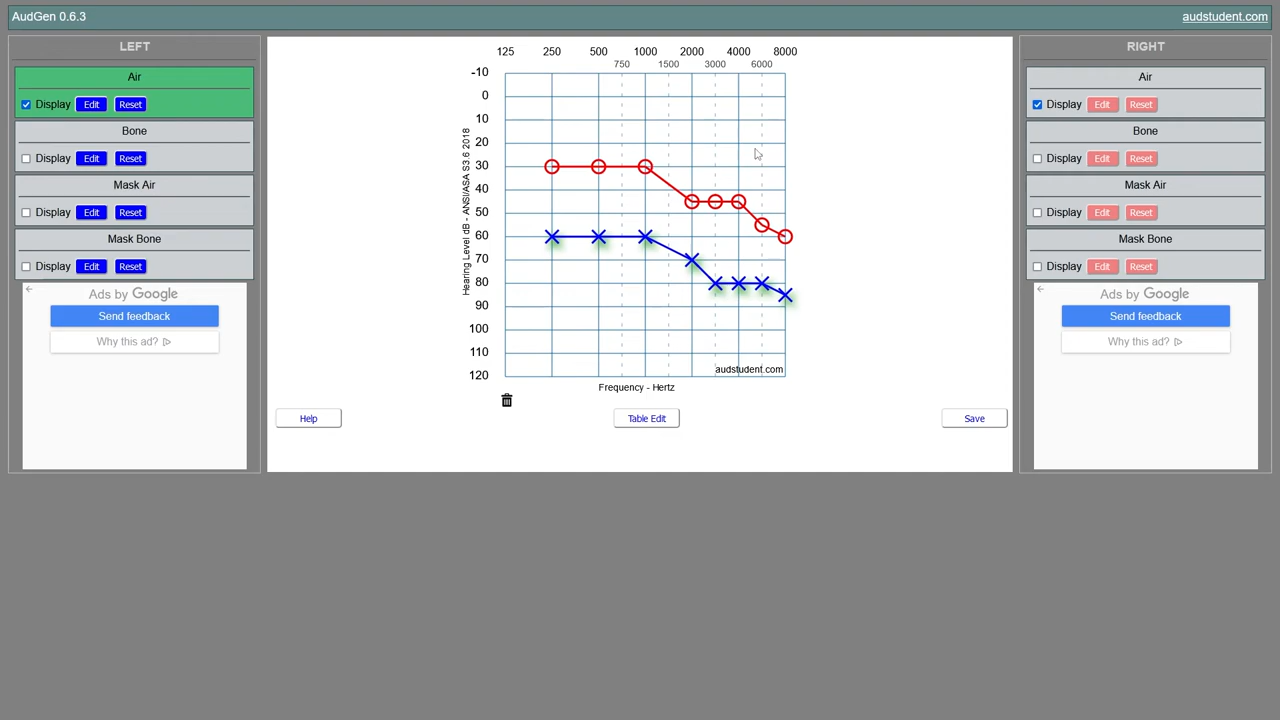 AudGen 0.6.3
audstudent.com
LEFT
Air
Display Edit Reset
Bone
Display Edit Reset
Mask Air
Display Edit Reset
Mask Bone
Display Edit Reset
Ads by Google
Send feedback
Why this ad?
125 250 500 1000 2000 4000 8000
750 1500 3000 6000
-10
0
10
20
30
40
50
60
70
80
90
100
110
120
Hearing Level dB - ANSI/ASA S3.6 2018
audstudent.com
Frequency - Hertz
Help
Table Edit
Save
RIGHT
Air
Display Edit Reset
Bone
Display Edit Reset
Mask Air
Display Edit Reset
Mask Bone
Display Edit Reset
Ads by Google
Send feedback
Why this ad?